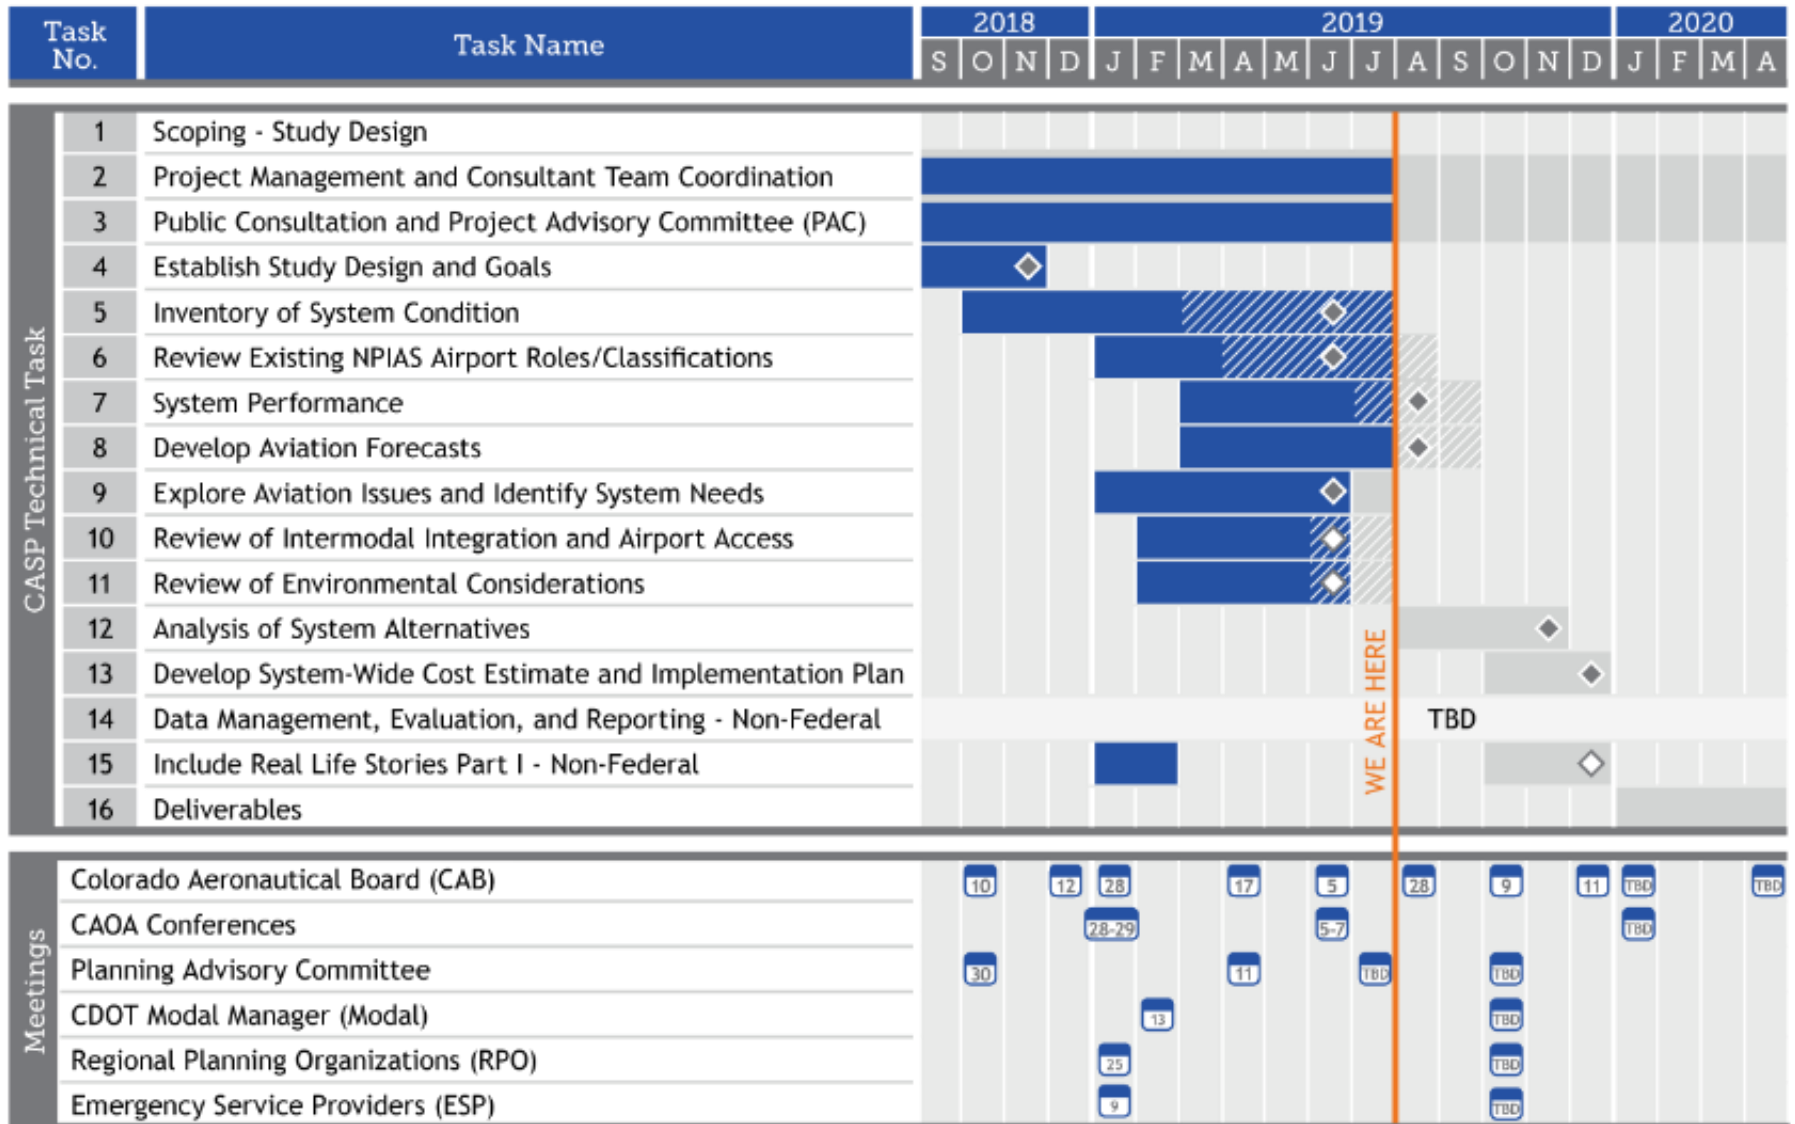 Task No.
Task Name
2018 2019 2020
S O N D J F M A M J J A S O N D J F M A
CASP Technical Task
1 Scoping - Study Design
2 Project Management and Consultant Team Coordination
3 Public Consultation and Project Advisory Committee (PAC)
4 Establish Study Design and Goals
5 Inventory of System Condition
6 Review Existing NPIAS Airport Roles/Classifications
7 System Performance
8 Develop Aviation Forecasts
9 Explore Aviation Issues and Identify System Needs
10 Review of Intermodal Integration and Airport Access
11 Review of Environmental Considerations
12 Analysis of System Alternatives
13 Develop System-Wide Cost Estimate and Implementation Plan
14 Data Management, Evaluation, and Reporting - Non-Federal TBD
15 Include Real Life Stories Part I - Non-Federal
16 Deliverables
WE ARE HERE
Meetings
Colorado Aeronautical Board (CAB) 10 12 28 17 5 28 9 11 TBD TBD
CAOA Conferences 28-29 5-7 TBD
Planning Advisory Committee 30 11 TBD TBD
CDOT Modal Manager (Modal) 13 TBD
Regional Planning Organizations (RPO) 25 TBD
Emergency Service Providers (ESP) 9 TBD